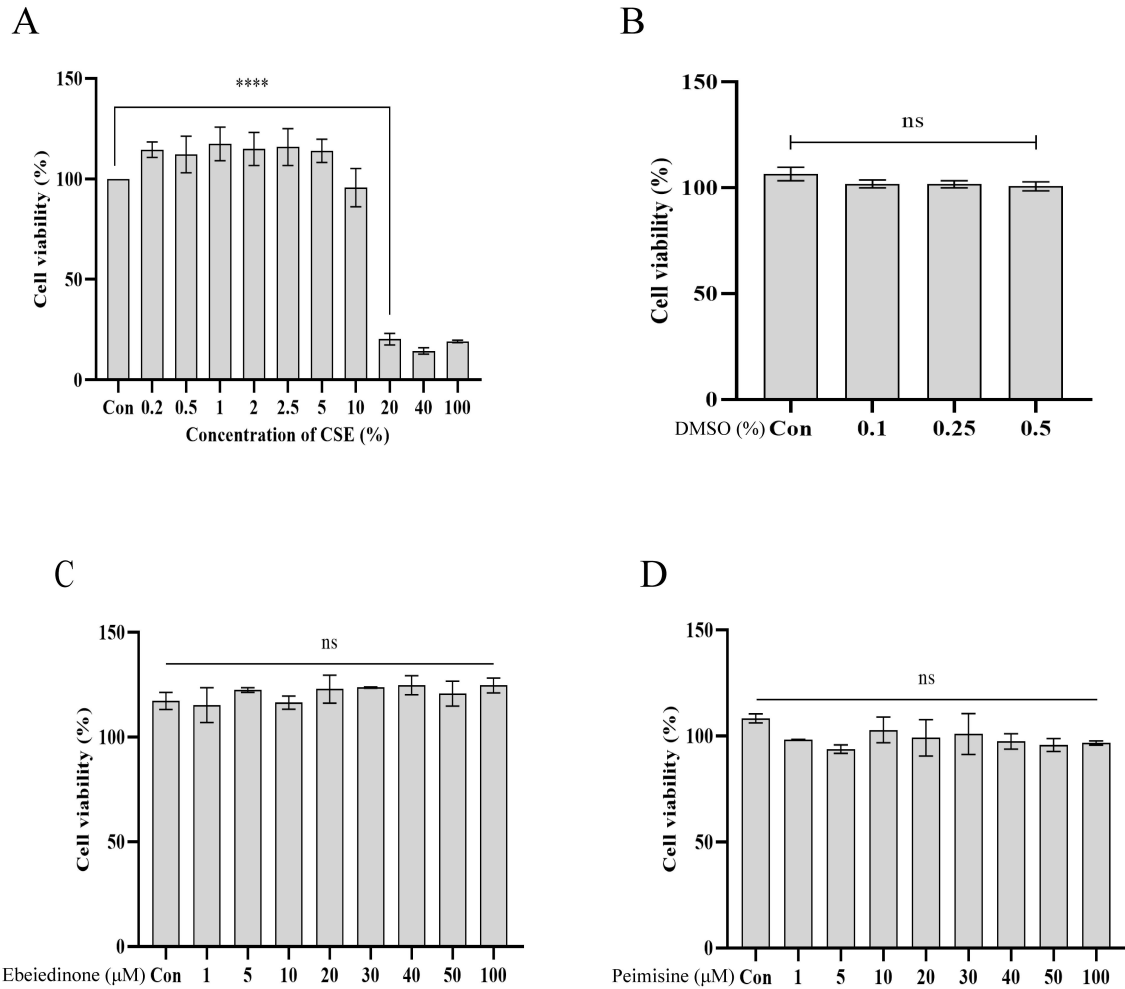 A
Cell viability (%)
150
100
50
0
****
Con 0.2 0.5 1 2 2.5 5 10 20 40 100
Concentration of CSE (%)
B
Cell viability (%)
150
100
50
0
ns
DMSO (%) Con 0.1 0.25 0.5
C
Cell viability (%)
150
100
50
0
ns
Ebeiedinone (μM) Con 1 5 10 20 30 40 50 100
D
Cell viability (%)
150
100
50
0
ns
Peimisine (μM) Con 1 5 10 20 30 40 50 100